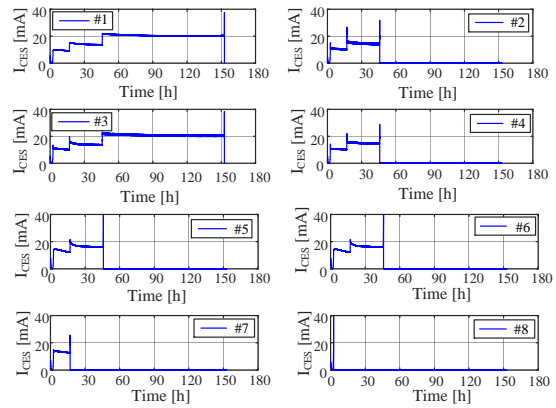 I_CES [mA] 40 20 0 #1 0 30 60 90 120 150 180 Time [h]
I_CES [mA] 40 20 0 #2 0 30 60 90 120 150 180 Time [h]
I_CES [mA] 40 20 0 #3 0 30 60 90 120 150 180 Time [h]
I_CES [mA] 40 20 0 #4 0 30 60 90 120 150 180 Time [h]
I_CES [mA] 40 20 0 #5 0 30 60 90 120 150 180 Time [h]
I_CES [mA] 40 20 0 #6 0 30 60 90 120 150 180 Time [h]
I_CES [mA] 40 20 0 #7 0 30 60 90 120 150 180 Time [h]
I_CES [mA] 40 20 0 #8 0 30 60 90 120 150 180 Time [h]